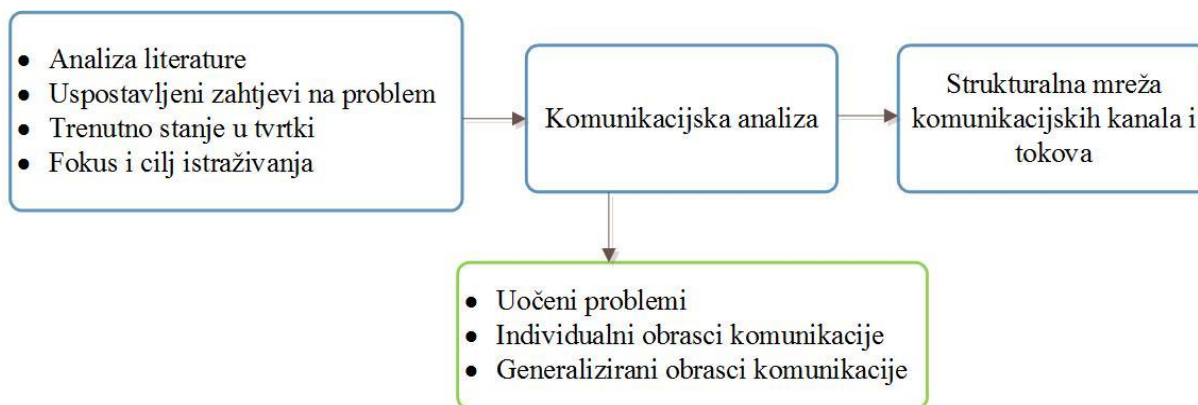 ● Analiza literature
● Uspostavljeni zahtjevi na problem
● Trenutno stanje u tvrtki
● Fokus i cilj istraživanja
Komunikacijska analiza
Strukturalna mreža
komunikacijskih kanala i
tokova
● Uočeni problemi
● Individualni obrasci komunikacije
● Generalizirani obrasci komunikacije